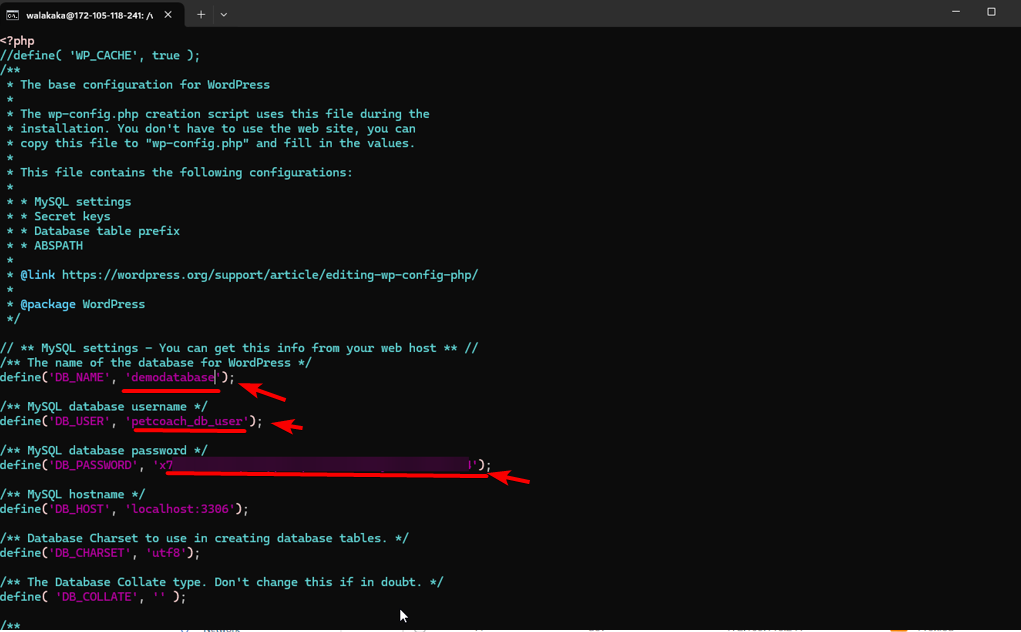 walakaka@172-105-118-241: /v
<?php
//define( 'WP_CACHE', true );
/**
 * The base configuration for WordPress
 *
 * The wp-config.php creation script uses this file during the
 * installation. You don't have to use the web site, you can
 * copy this file to "wp-config.php" and fill in the values.
 *
 * This file contains the following configurations:
 *
 * * MySQL settings
 * * Secret keys
 * * Database table prefix
 * * ABSPATH
 *
 * @link https://wordpress.org/support/article/editing-wp-config-php/
 *
 * @package WordPress
 */
// ** MySQL settings - You can get this info from your web host ** //
/** The name of the database for WordPress */
define('DB_NAME', 'demodatabase');
/** MySQL database username */
define('DB_USER', 'petcoach_db_user');
/** MySQL database password */
define('DB_PASSWORD', 'x7 ');
/** MySQL hostname */
define('DB_HOST', 'localhost:3306');
/** Database Charset to use in creating database tables. */
define('DB_CHARSET', 'utf8');
/** The Database Collate type. Don't change this if in doubt. */
define( 'DB_COLLATE', '' );
/**